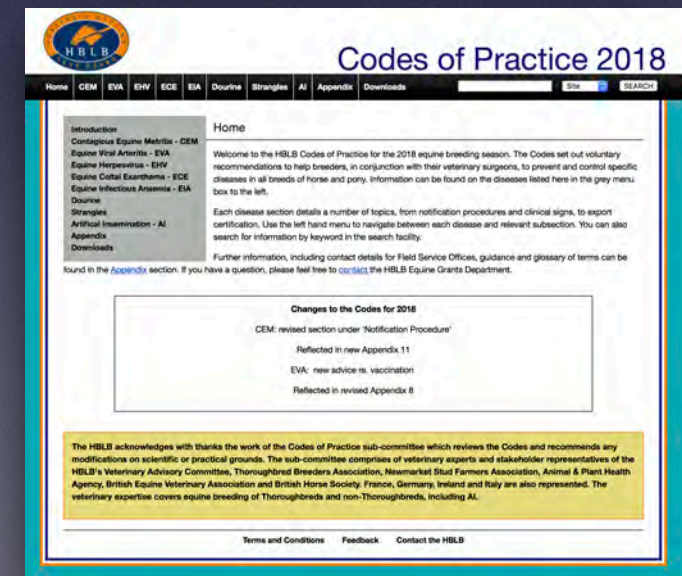 HBLB
Codes of Practice 2018
Home CEM EVA EHV ECE EIA Dourine Strangles AI Appendix Downloads Site SEARCH
Introduction
Contagious Equine Metritis - CEM
Equine Viral Arteritis - EVA
Equine Herpesvirus - EHV
Equine Coital Exanthema - ECE
Equine Infectious Anaemia - EIA
Dourine
Strangles
Artifical Insemination - AI
Appendix
Downloads
Home
Welcome to the HBLB Codes of Practice for the 2018 equine breeding season. The Codes set out voluntary
recommendations to help breeders, in conjunction with their veterinary surgeons, to prevent and control specific
diseases in all breeds of horse and pony. Information can be found on the diseases listed here in the grey menu
box to the left.
Each disease section details a number of topics, from notification procedures and clinical signs, to export
certification. Use the left hand menu to navigate between each disease and relevant subsection. You can also
search for information by keyword in the search facility.
Further information, including contact details for Field Service Offices, guidance and glossary of terms can be
found in the Appendix section. If you have a question, please feel free to contact the HBLB Equine Grants Department.
Changes to the Codes for 2018
CEM: revised section under 'Notification Procedure'
Reflected in new Appendix 11
EVA: new advice re. vaccination
Reflected in revised Appendix 8
The HBLB acknowledges with thanks the work of the Codes of Practice sub-committee which reviews the Codes and recommends any
modifications on scientific or practical grounds. The sub-committee comprises of veterinary experts and stakeholder representatives of the
HBLB's Veterinary Advisory Committee, Thoroughbred Breeders Association, Newmarket Stud Farmers Association, Animal & Plant Health
Agency, British Equine Veterinary Association and British Horse Society. France, Germany, Ireland and Italy are also represented. The
veterinary expertise covers equine breeding of Thoroughbreds and non-Thoroughbreds, including AI.
Terms and Conditions Feedback Contact the HBLB